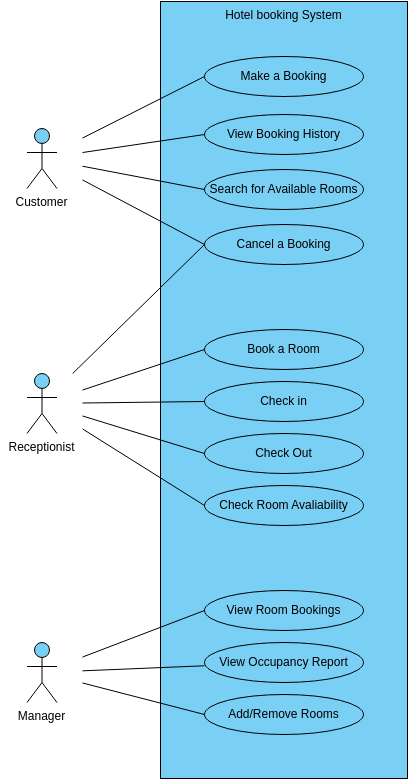 Hotel booking System
Make a Booking
View Booking History
Search for Available Rooms
Customer
Cancel a Booking
Book a Room
Check in
Receptionist
Check Out
Check Room Avaliability
View Room Bookings
View Occupancy Report
Manager
Add/Remove Rooms